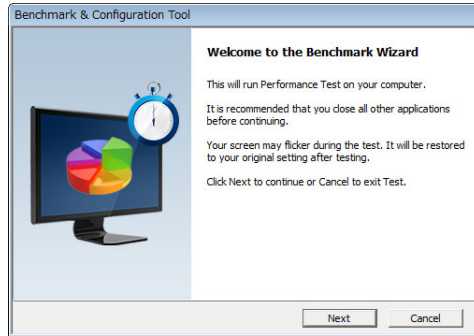 Benchmark & Configuration Tool
Welcome to the Benchmark Wizard
This will run Performance Test on your computer.
It is recommended that you close all other applications
before continuing.
Your screen may flicker during the test. It will be restored
to your original setting after testing.
Click Next to continue or Cancel to exit Test.
Next
Cancel